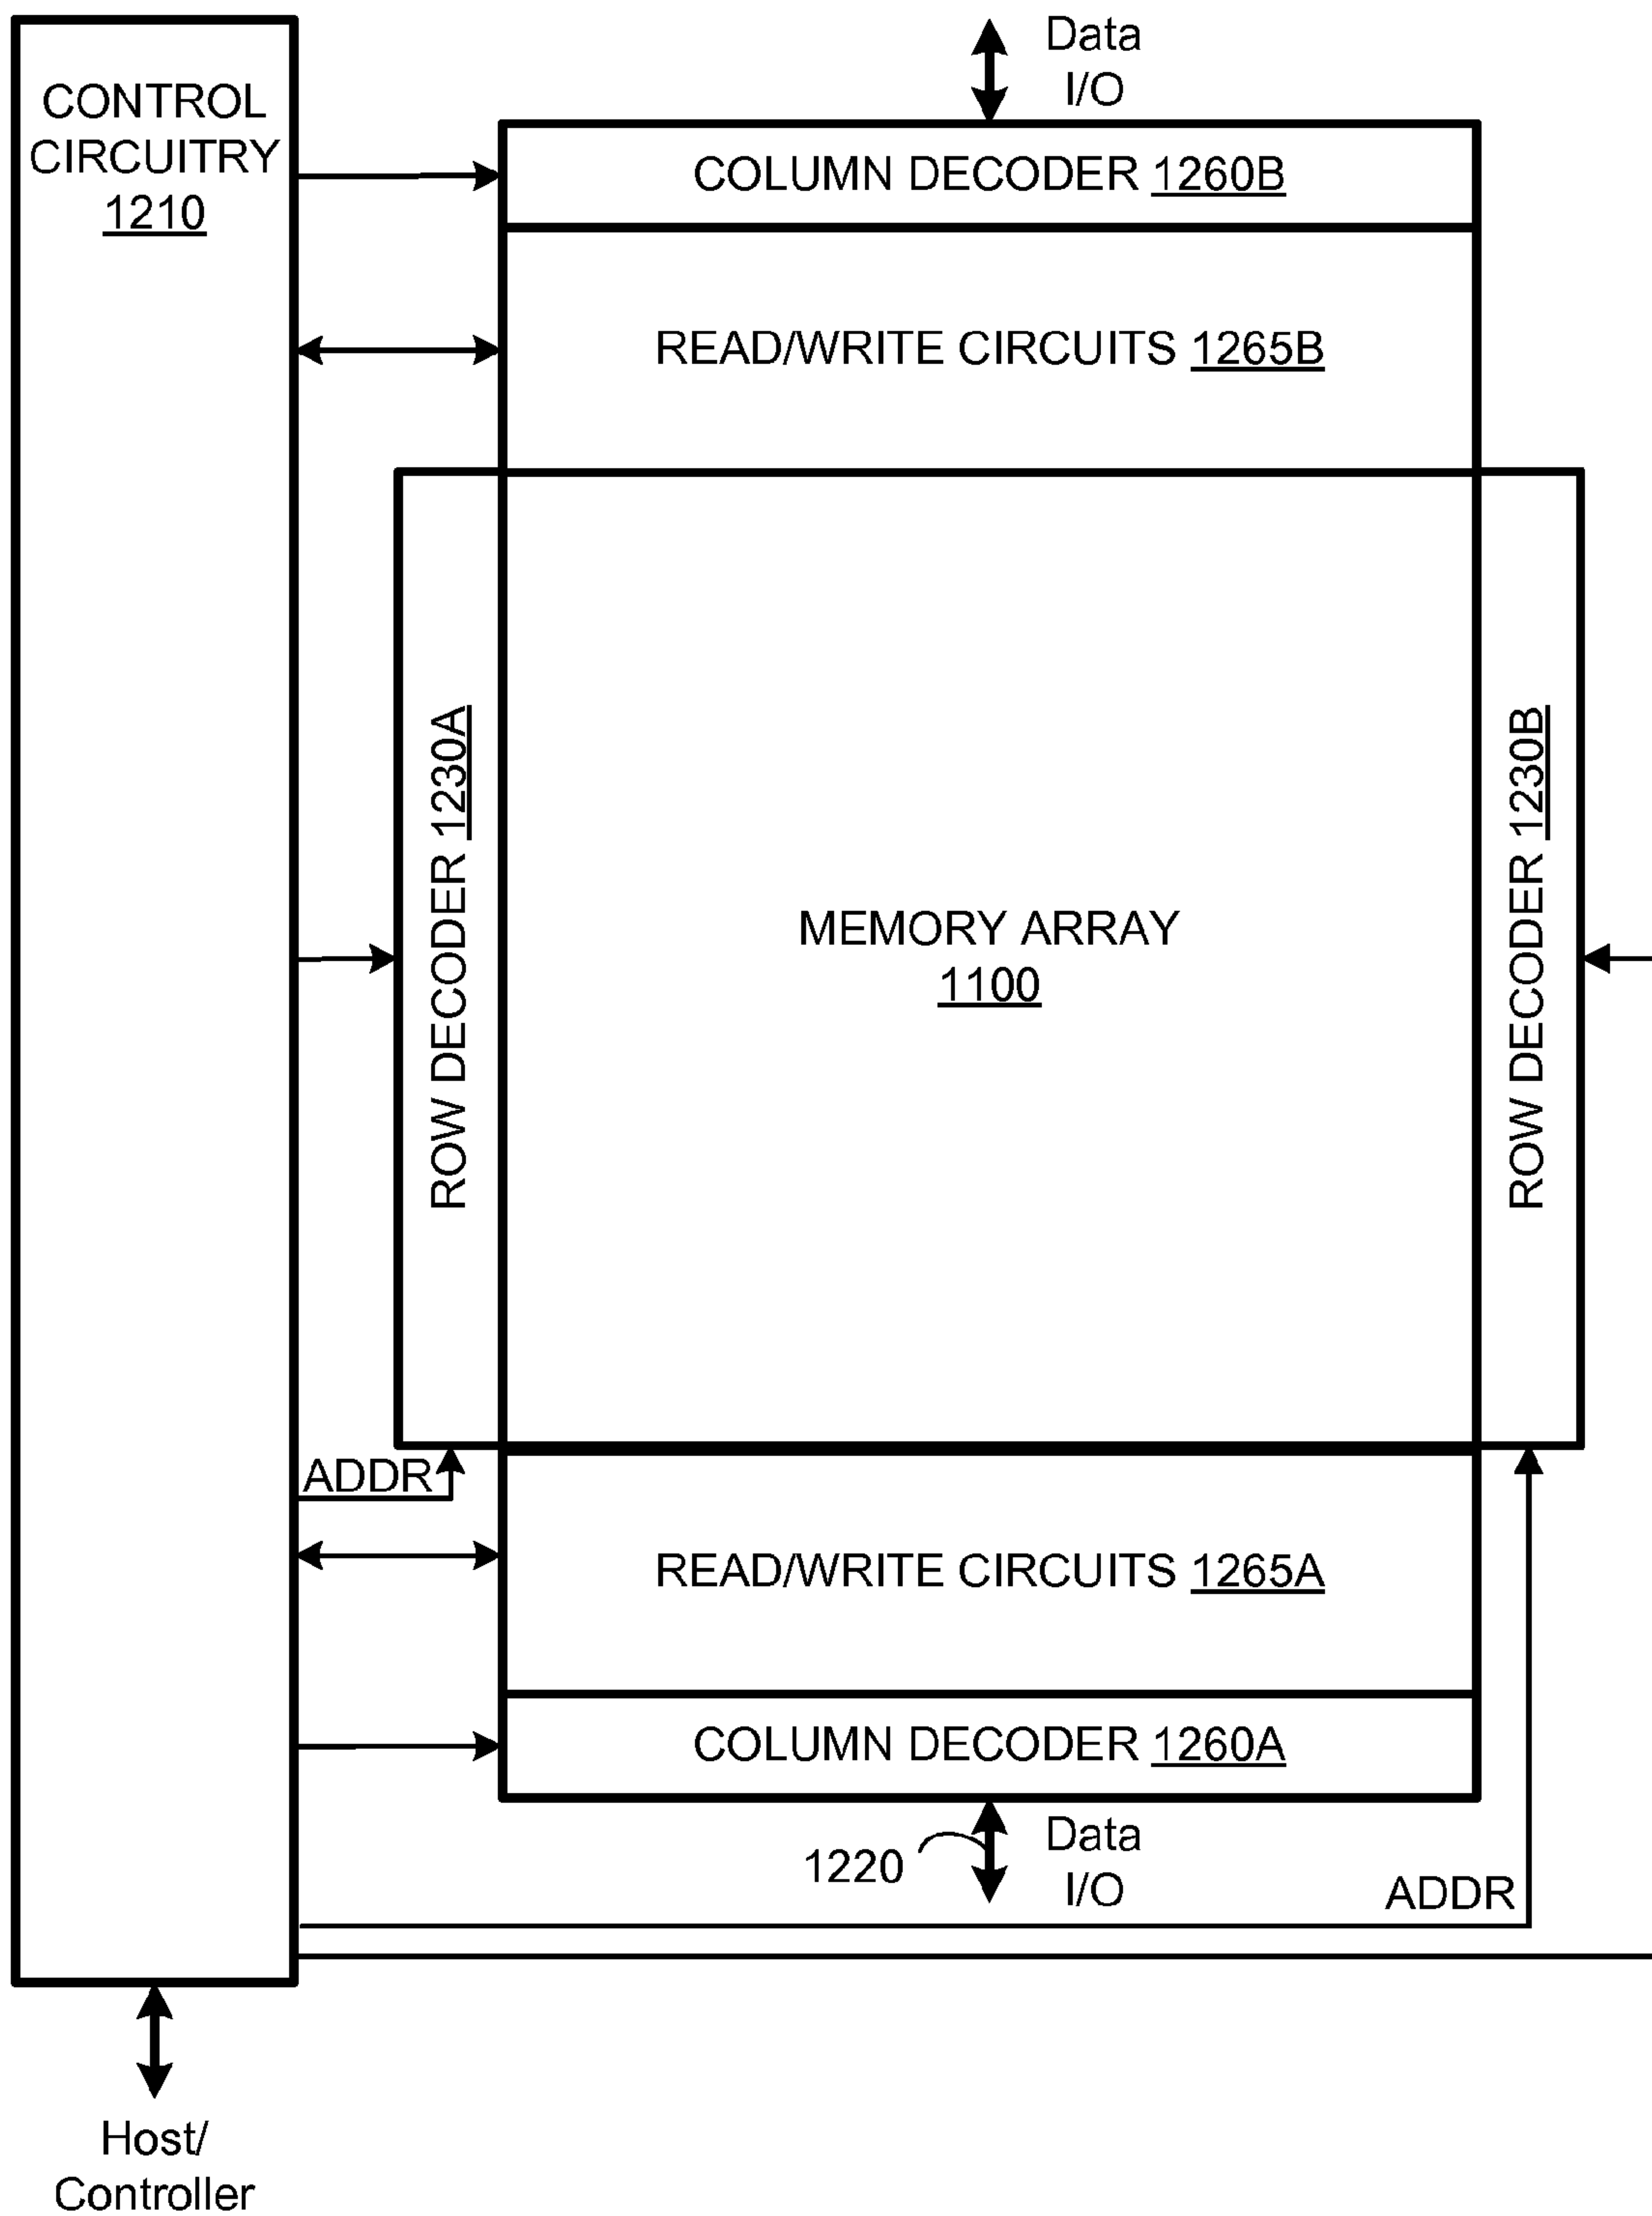 CONTROL
CIRCUITRY
1210
Data
I/O
COLUMN DECODER 1260B
READ/WRITE CIRCUITS 1265B
ROW DECODER 1230A
MEMORY ARRAY
1100
ROW DECODER 1230B
ADDR
READ/WRITE CIRCUITS 1265A
COLUMN DECODER 1260A
1220
Data
I/O
ADDR
Host/
Controller